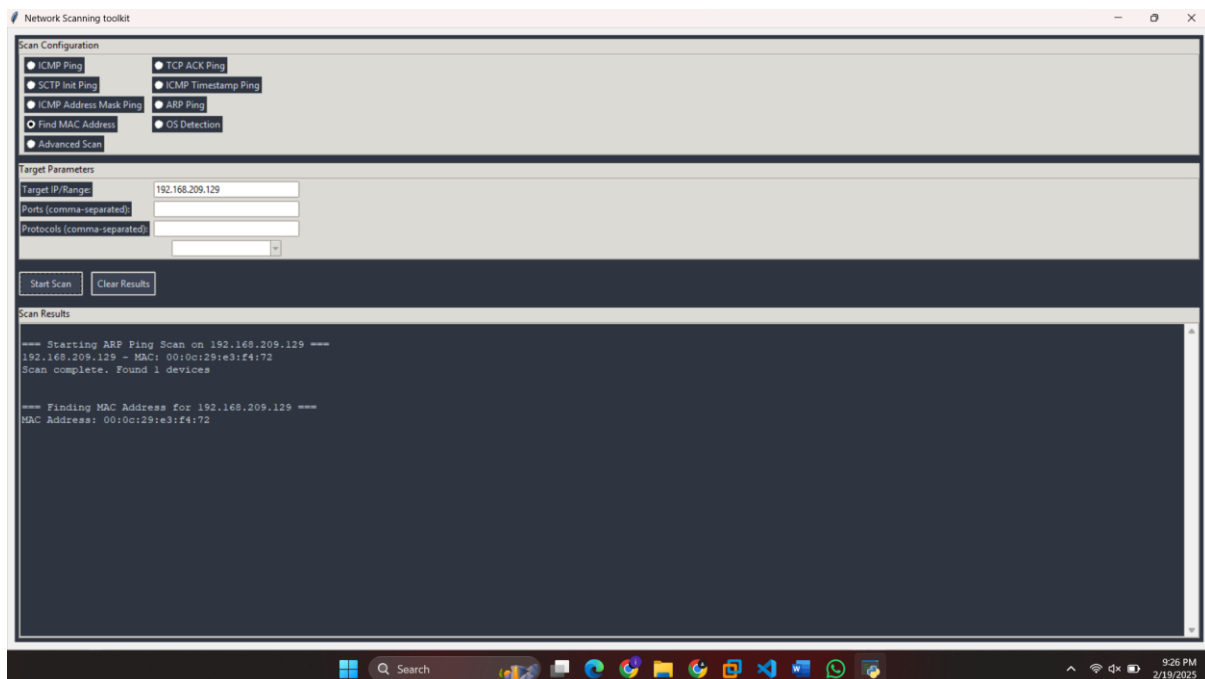 Network Scanning toolkit
Scan Configuration
ICMP Ping TCP ACK Ping
SCTP Init Ping ICMP Timestamp Ping
ICMP Address Mask Ping ARP Ping
Find MAC Address OS Detection
Advanced Scan
Target Parameters
Target IP/Range: 192.168.209.129
Ports (comma-separated):
Protocols (comma-separated):
Start Scan Clear Results
Scan Results
=== Starting ARP Ping Scan on 192.168.209.129 ===
192.168.209.129 - MAC: 00:0c:29:e3:f4:72
Scan complete. Found 1 devices
=== Finding MAC Address for 192.168.209.129 ===
MAC Address: 00:0c:29:e3:f4:72
Search
9:26 PM
2/19/2025